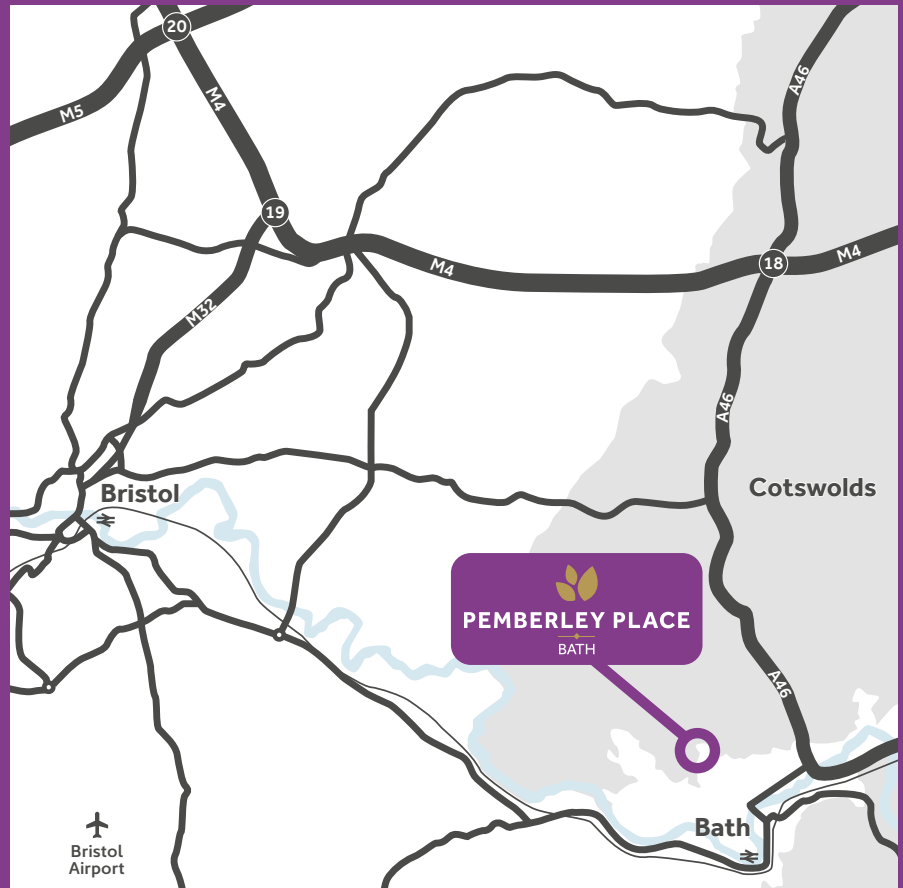 20
M5
M4
A46
19
M4
18
M4
M32
A46
Bristol
Cotswolds
PEMBERLEY PLACE
BATH
A46
Bath
Bristol
Airport